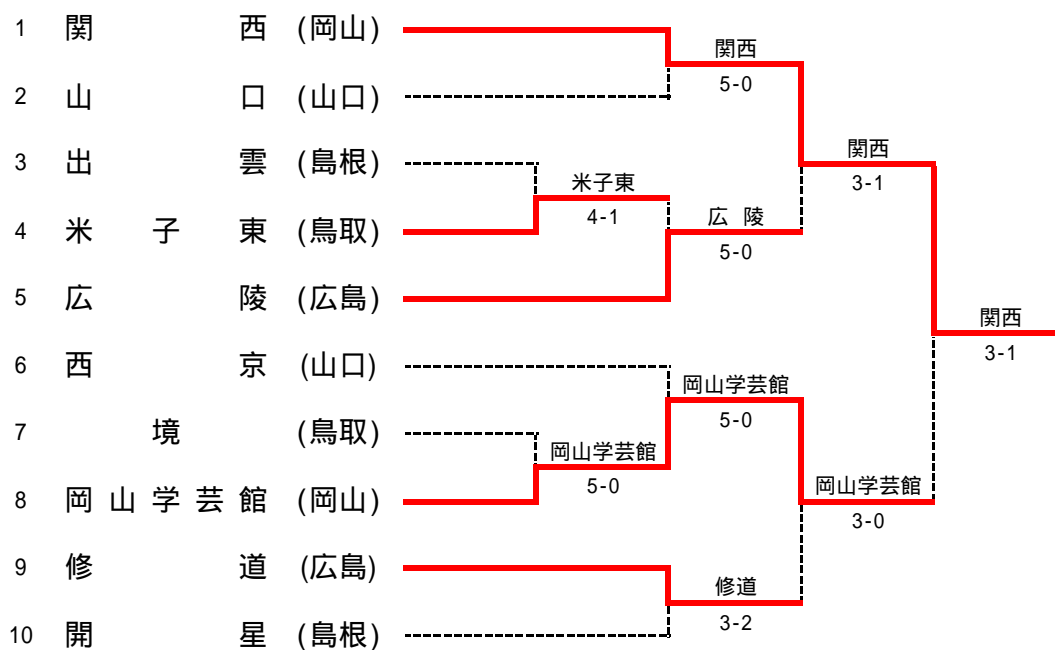 1 関西 (岡山)
関西
5-0
2 山口 (山口)
関西
3-1
3 出雲 (島根)
米子東
4-1
4 米子東 (鳥取)
広 陵
5-0
5 広陵 (広島)
関西
3-1
6 西京 (山口)
岡山学芸館
5-0
7 境 (鳥取)
岡山学芸館
5-0
8 岡山学芸館 (岡山)
岡山学芸館
3-0
9 修道 (広島)
修道
3-2
10 開星 (島根)